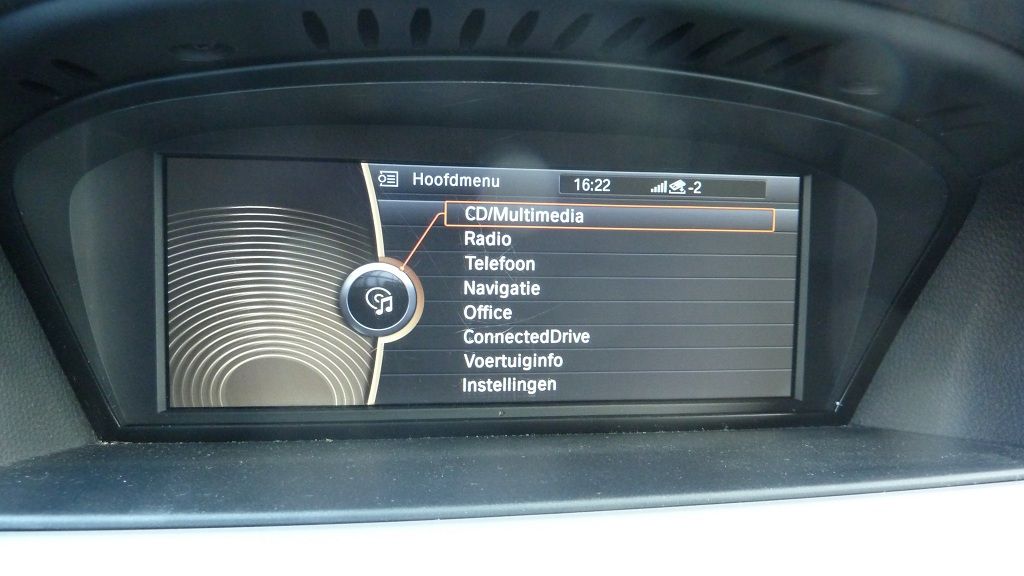 Hoofdmenu 16:22 -2
CD/Multimedia
Radio
Telefoon
Navigatie
Office
ConnectedDrive
Voertuiginfo
Instellingen